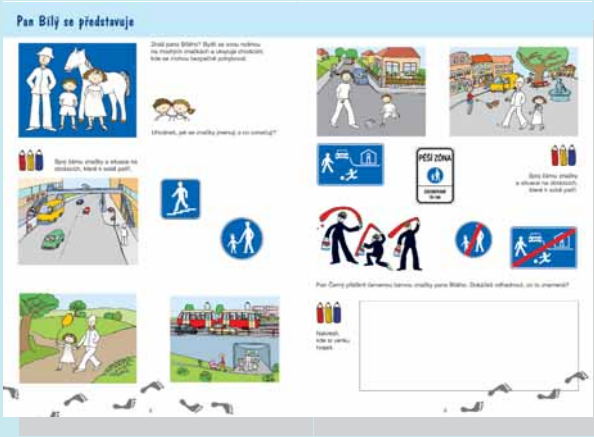 Pan Bílý se představuje
Znáš pana Bílého? Bydlí se svou rodinou
na modrých značkách a ukazuje chodcům,
kde se mohou bezpečně pohybovat.
Uhodneš, jak se značky jmenují a co označují?
Spoj čárou značky a situace na
obrázcích, které k sobě patří.
PĚŠÍ ZÓNA
Spoj čárou značky
a situace na obrázcích,
které k sobě patří.
Pan Černý přeškrtl červenou barvou značky pana Bílého. Dokážeš odhadnout, co to znamená?
Nakresli,
kde si venku
hraješ.